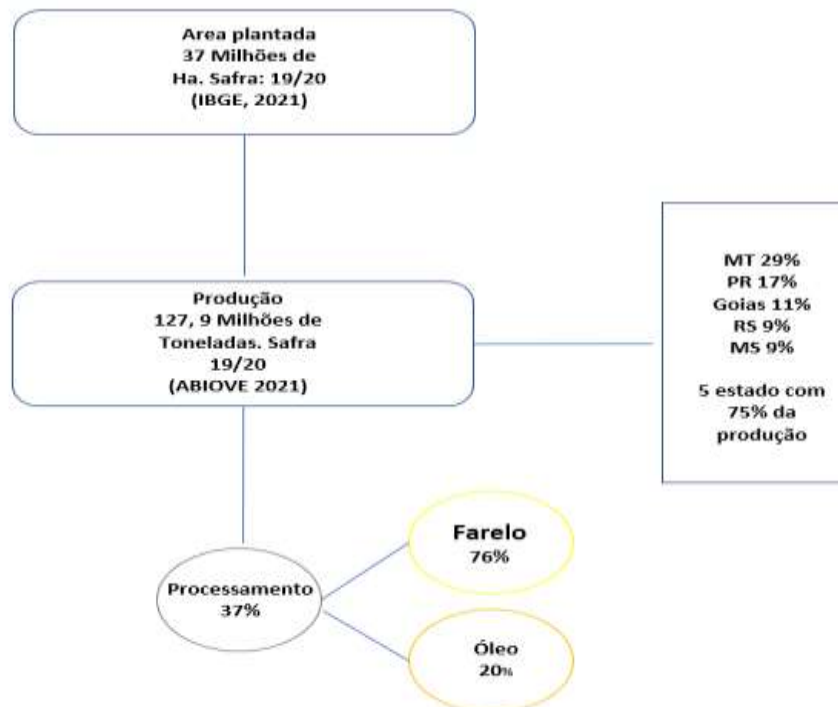 Area plantada
37 Milhões de
Ha. Safra: 19/20
(IBGE, 2021)
Produção
127, 9 Milhões de
Toneladas. Safra
19/20
(ABIOVE 2021)
MT 29%
PR 17%
Goias 11%
RS 9%
MS 9%
5 estado com
75% da
produção
Processamento
37%
Farelo
76%
Óleo
20%